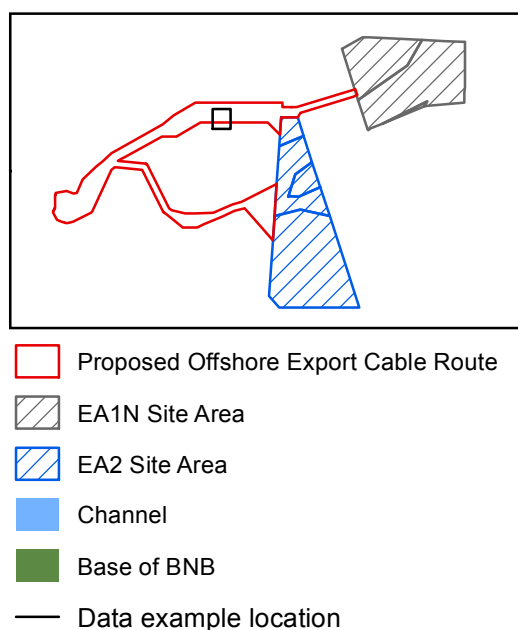 Proposed Offshore Export Cable Route
EA1N Site Area
EA2 Site Area
Channel
Base of BNB
Data example location